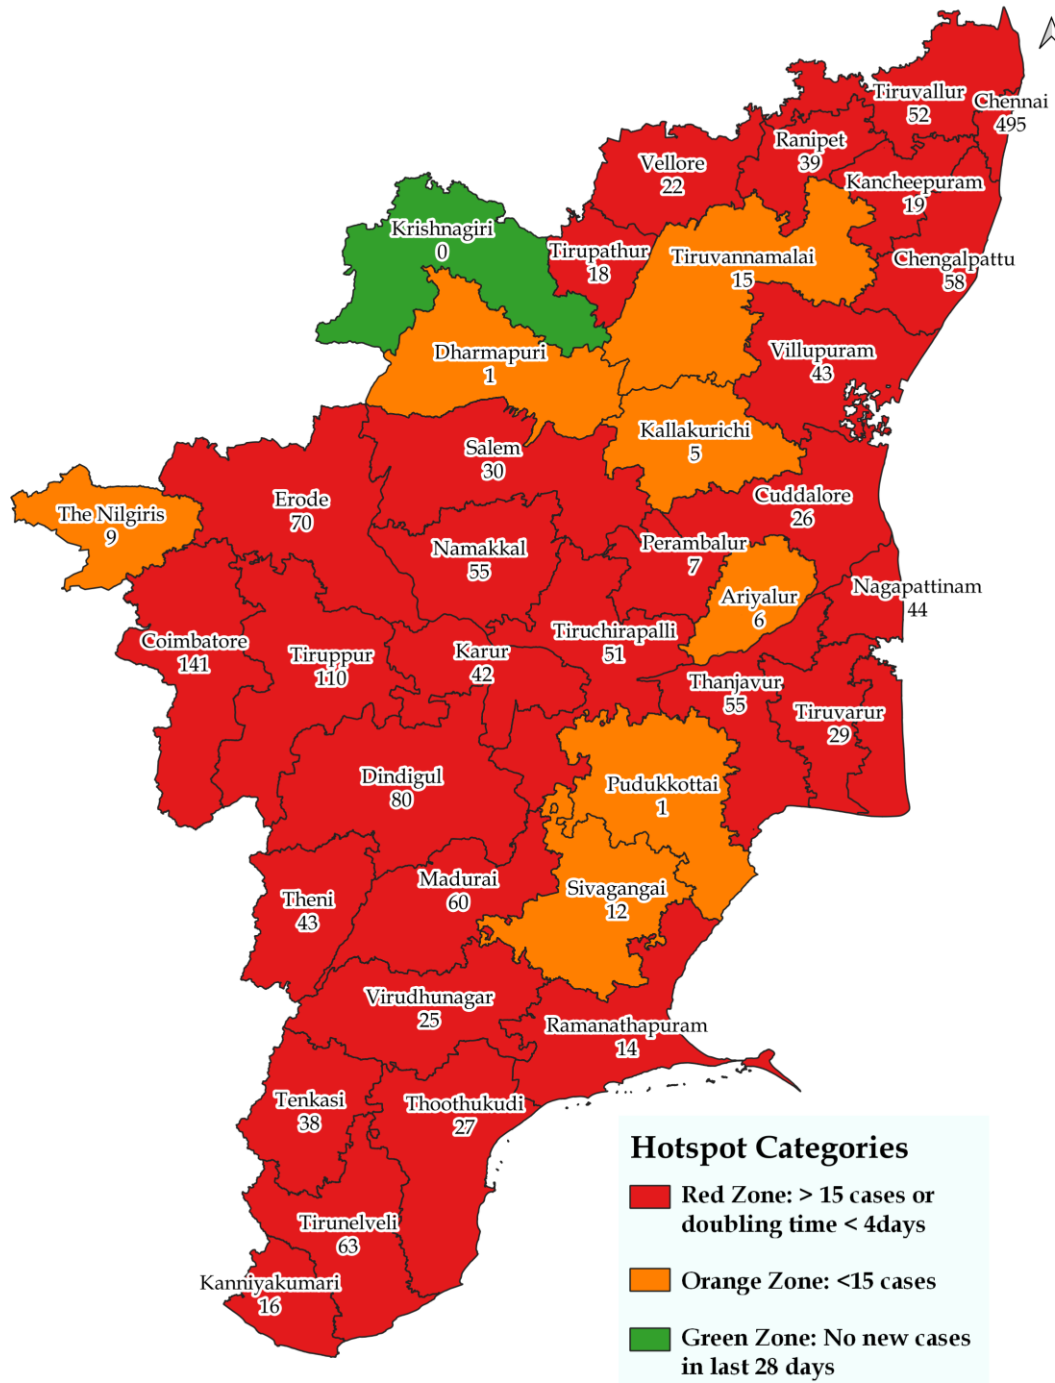 Tiruvallur
52
Chennai
495
Ranipet
39
Vellore
22
Kancheepuram
19
Krishnagiri
0
Tirupathur
18
Tiruvannamalai
15
Chengalpattu
58
Dharmapuri
1
Villupuram
43
Kallakurichi
5
Salem
30
Erode
70
The Nilgiris
9
Cuddalore
26
Namakkal
55
Perambalur
7
Ariyalur
6
Nagapattinam
44
Coimbatore
141
Tiruppur
110
Karur
42
Tiruchirapalli
51
Thanjavur
55
Tiruvarur
29
Dindigul
80
Pudukkottai
1
Theni
43
Madurai
60
Sivagangai
12
Virudhunagar
25
Ramanathapuram
14
Tenkasi
38
Thoothukudi
27
Tirunelveli
63
Kanniyakumari
16
Hotspot Categories
Red Zone: > 15 cases or
doubling time < 4days
Orange Zone: <15 cases
Green Zone: No new cases
in last 28 days